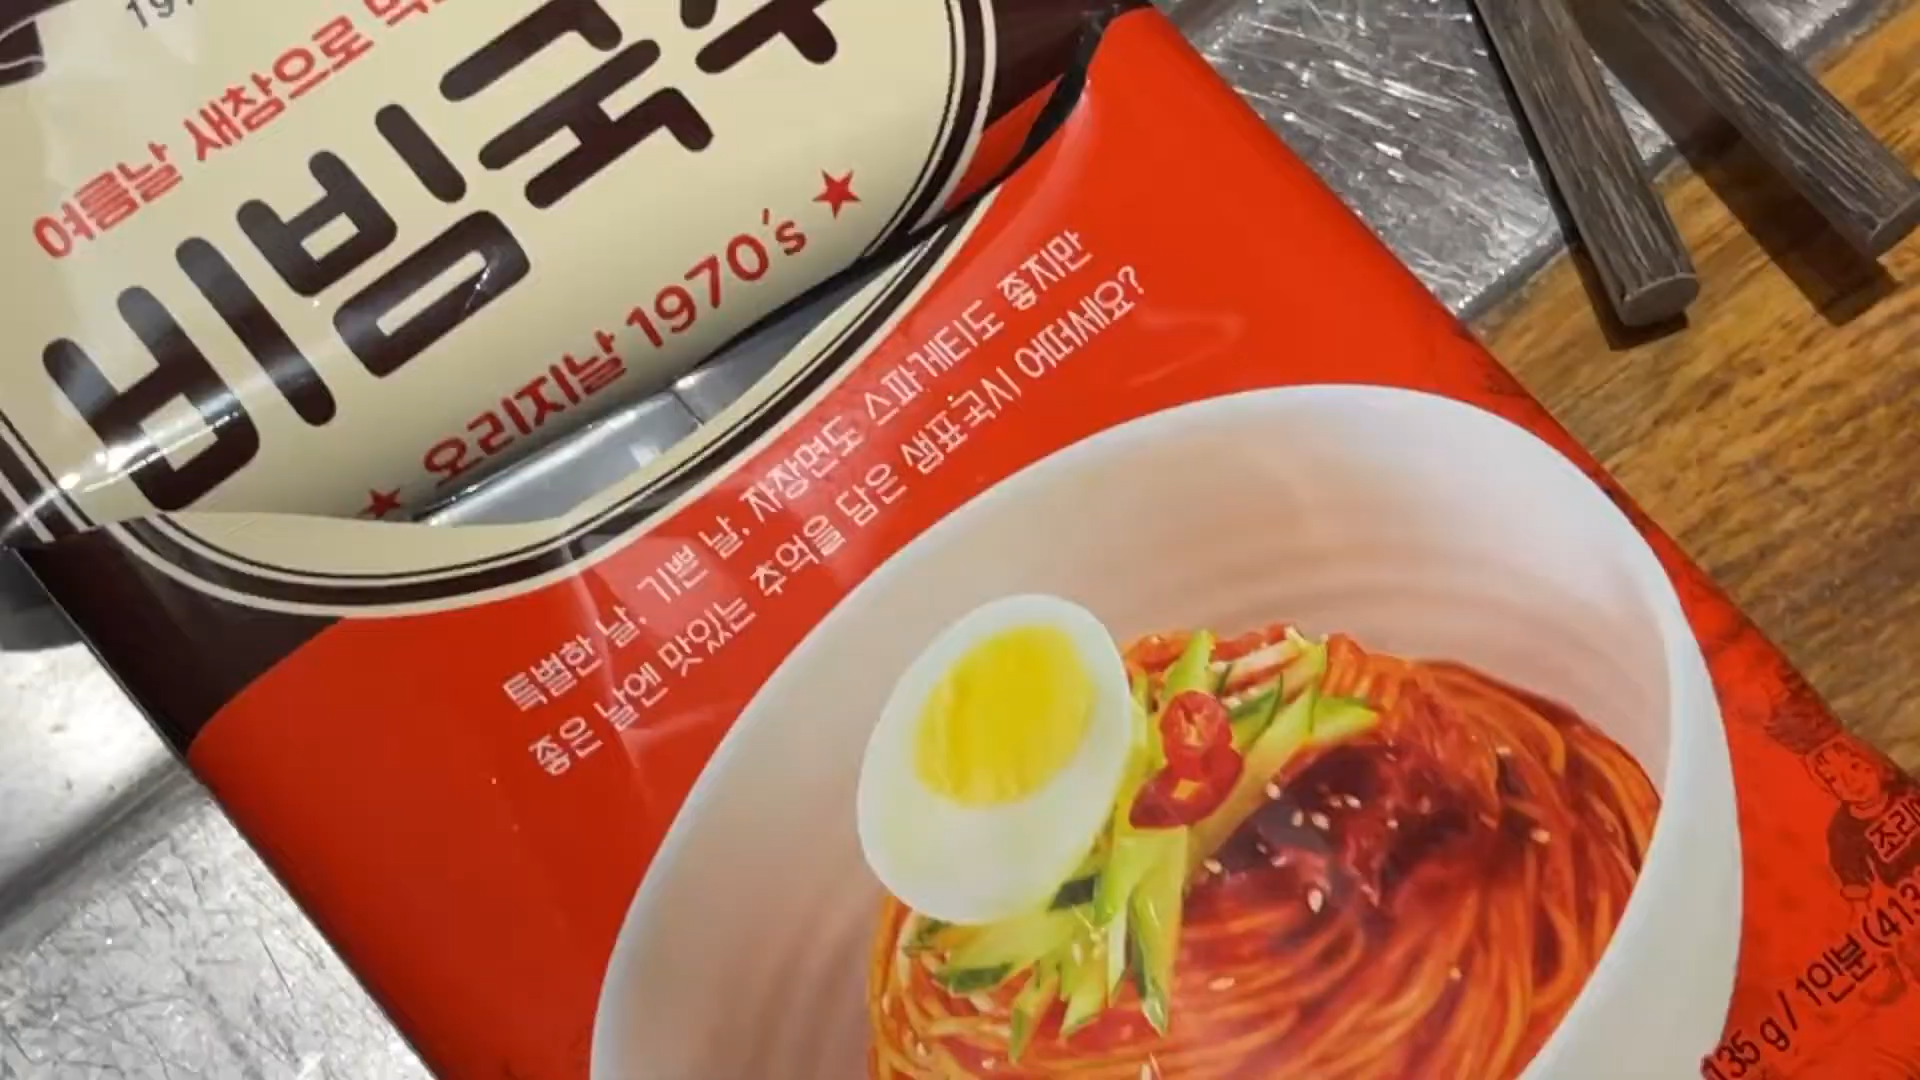 여름날 새참으로
비빔국수
★ 오리지날 1970's ★
특별한 날, 기쁜 날, 자장면도 스파게티도 좋지만
좋은 날엔 맛있는 추억을 담은 샘표국시 어떠세요?
135 g / 1인분